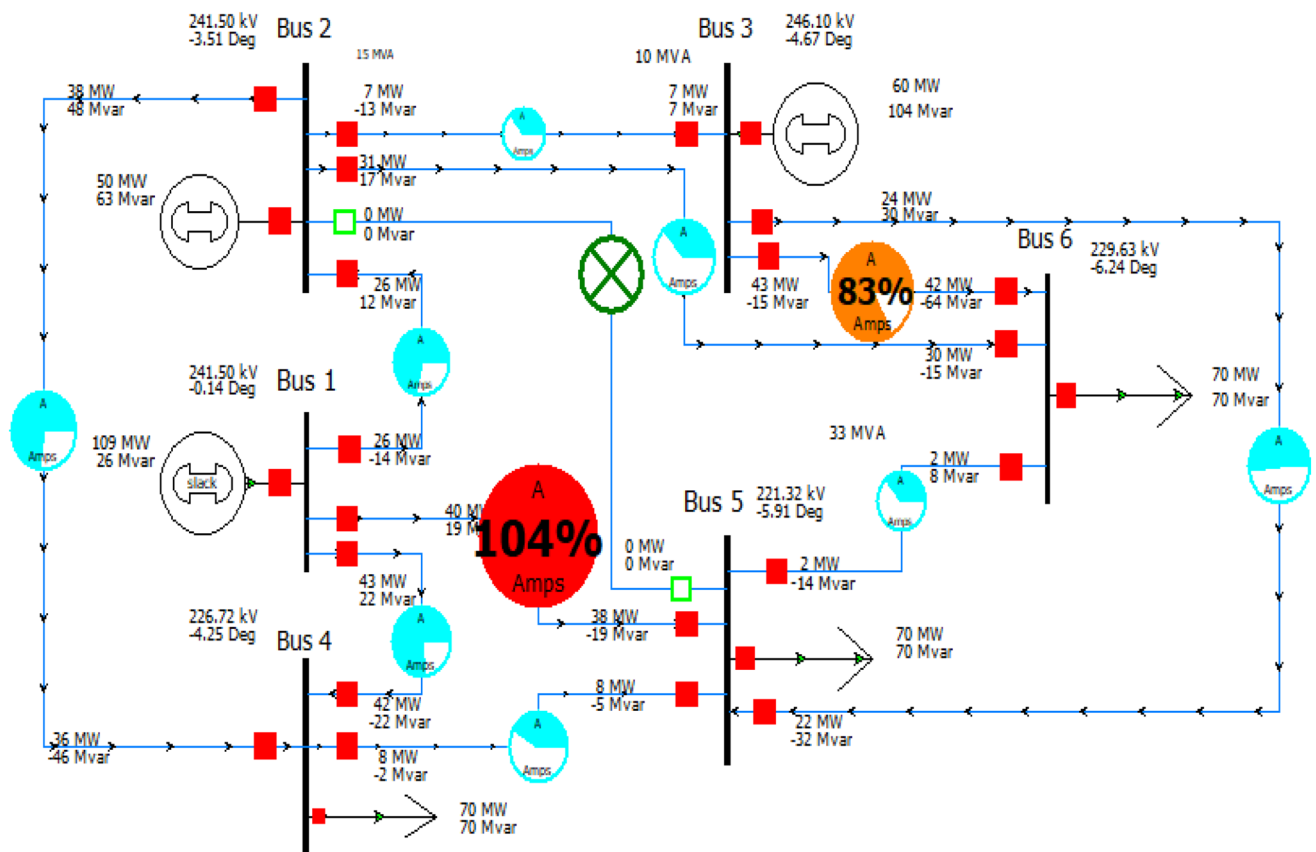 241.50 kV
-3.51 Deg
Bus 2
15 MVA
10 MVA
Bus 3
246.10 kV
-4.67 Deg
38 MW
48 Mvar
7 MW
-13 Mvar
A
Amps
7 MW
7 Mvar
60 MW
104 Mvar
31 MW
17 Mvar
50 MW
63 Mvar
0 MW
0 Mvar
A
Amps
24 MW
30 Mvar
Bus 6
229.63 kV
-6.24 Deg
26 MW
12 Mvar
43 MW
-15 Mvar
A
83%
Amps
42 MW
-64 Mvar
A
Amps
30 MW
-15 Mvar
241.50 kV
-0.14 Deg
Bus 1
70 MW
70 Mvar
A
Amps
109 MW
26 Mvar
slack
26 MW
-14 Mvar
33 MVA
2 MW
8 Mvar
A
Amps
A
104%
Amps
40
19
Bus 5
221.32 kV
-5.91 Deg
A
Amps
0 MW
0 Mvar
2 MW
-14 Mvar
43 MW
22 Mvar
226.72 kV
-4.25 Deg
Bus 4
A
Amps
38 MW
-19 Mvar
70 MW
70 Mvar
42 MW
-22 Mvar
8 MW
-5 Mvar
22 MW
-32 Mvar
36 MW
-46 Mvar
8 MW
-2 Mvar
A
Amps
70 MW
70 Mvar